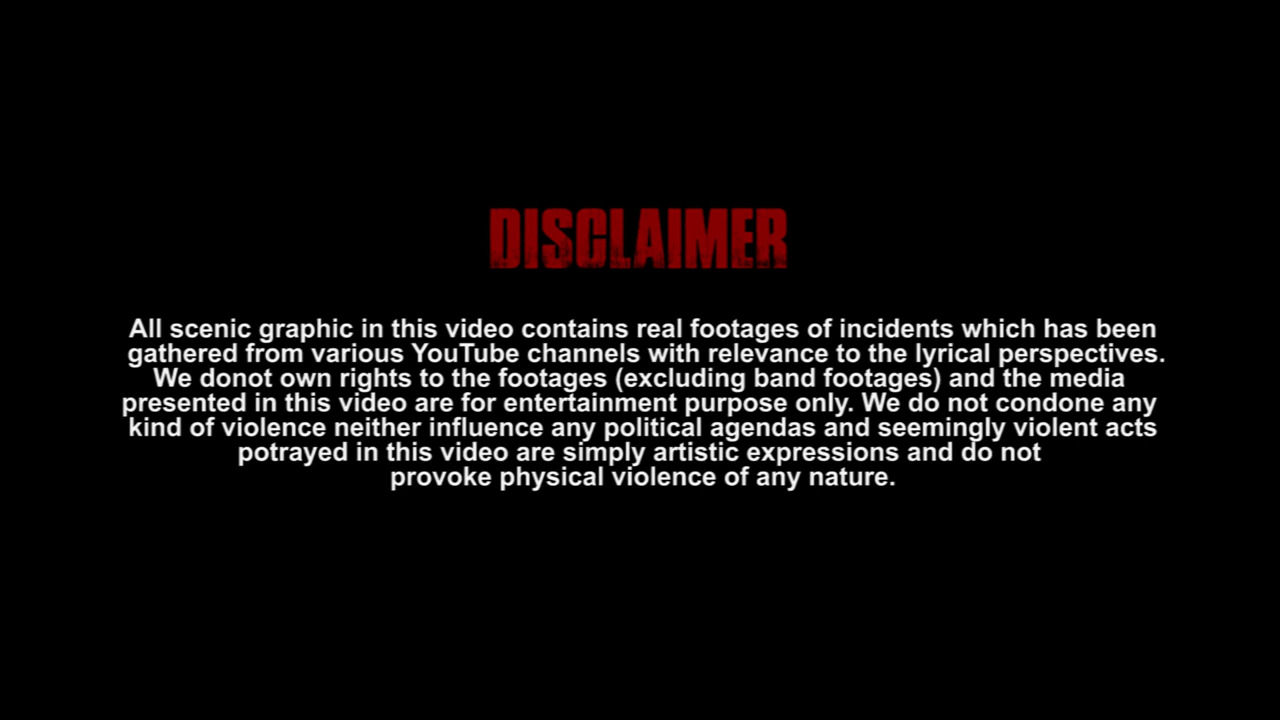 DISCLAIMER
All scenic graphic in this video contains real footages of incidents which has been
gathered from various YouTube channels with relevance to the lyrical perspectives.
We donot own rights to the footages (excluding band footages) and the media
presented in this video are for entertainment purpose only. We do not condone any
kind of violence neither influence any political agendas and seemingly violent acts
potrayed in this video are simply artistic expressions and do not
provoke physical violence of any nature.